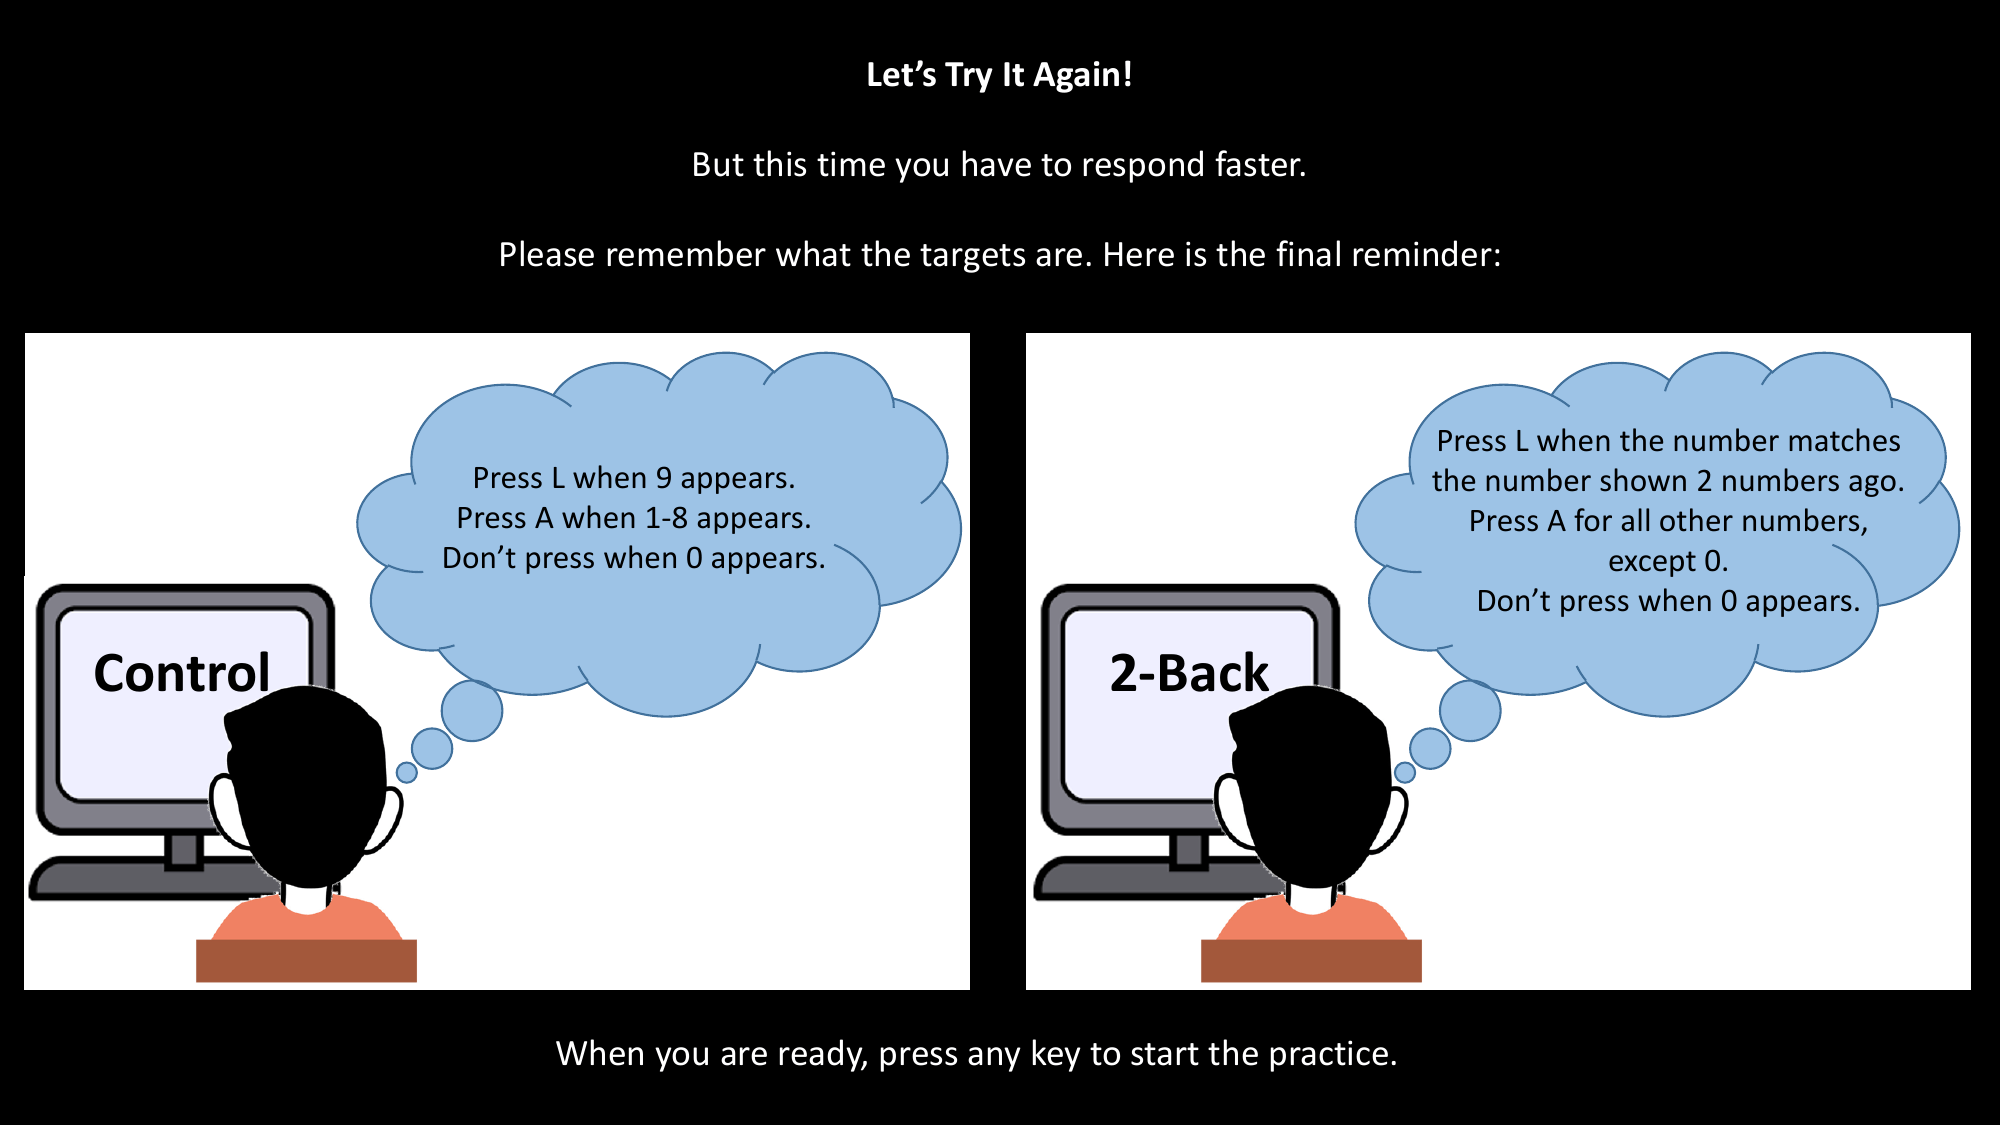 Let’s Try It Again!
But this time you have to respond faster.
Please remember what the targets are. Here is the final reminder:
Press L when 9 appears.
Press A when 1-8 appears.
Don’t press when 0 appears.
Control
Press L when the number matches
the number shown 2 numbers ago.
Press A for all other numbers,
except 0.
Don’t press when 0 appears.
2-Back
When you are ready, press any key to start the practice.